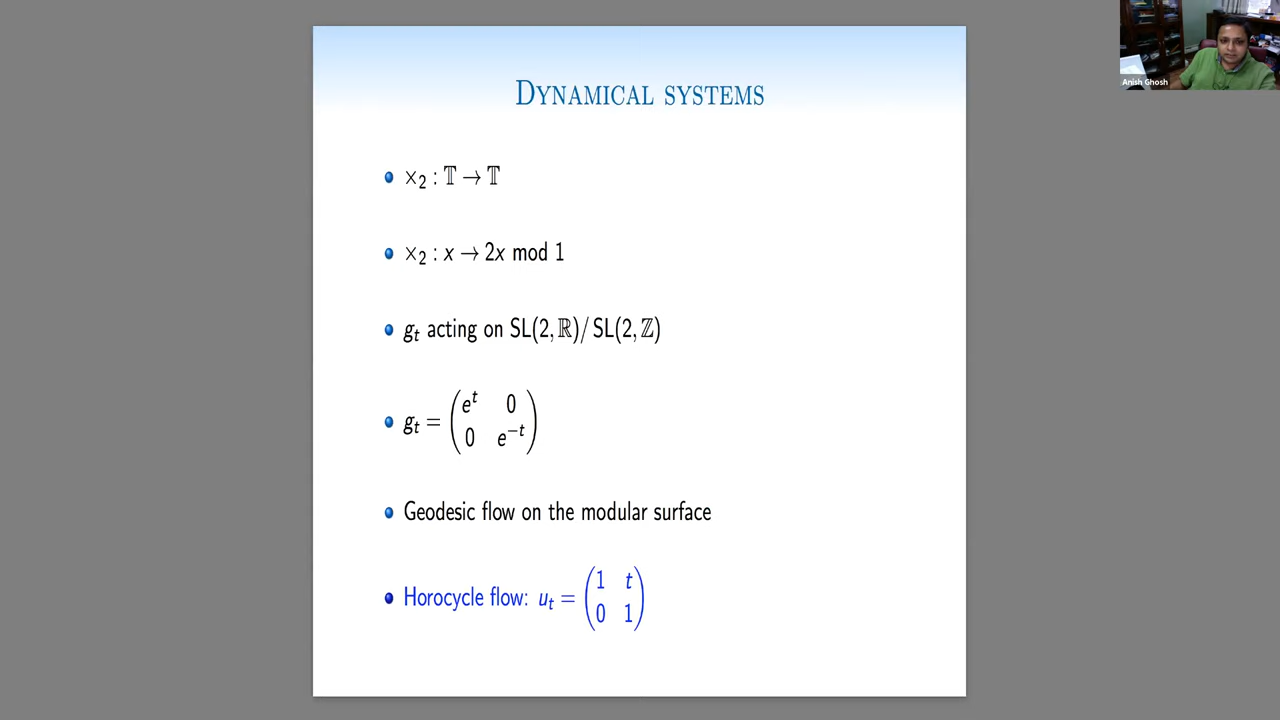 DYNAMICAL SYSTEMS
×₂ : 𝕋 → 𝕋
×₂ : x → 2x mod 1
gₜ acting on SL(2, ℝ)/ SL(2, ℤ)
gₜ = (eᵗ 0
0 e⁻ᵗ)
Geodesic flow on the modular surface
Horocycle flow: uₜ = (1 t
0 1)
Anish Ghosh